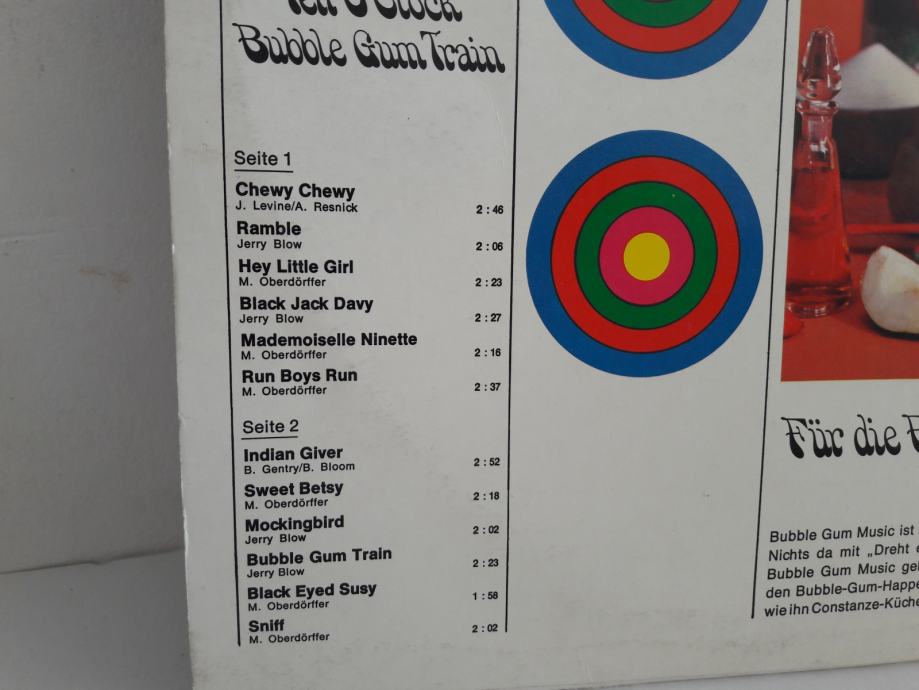 Ten O'Clock
Bubble Gum Train
Seite 1
Chewy Chewy
J. Levine/A. Resnick 2:46
Ramble
Jerry Blow 2:06
Hey Little Girl
M. Oberdörffer 2:23
Black Jack Davy
Jerry Blow 2:27
Mademoiselle Ninette
M. Oberdörffer 2:16
Run Boys Run
M. Oberdörffer 2:37
Seite 2
Indian Giver
B. Gentry/B. Bloom 2:52
Sweet Betsy
M. Oberdörffer 2:18
Mockingbird
Jerry Blow 2:02
Bubble Gum Train
Jerry Blow 2:23
Black Eyed Susy
M. Oberdörffer 1:58
Sniff
M. Oberdörffer 2:02
Für die
Bubble Gum Music ist
Nichts da mit „Dreht
Bubble Gum Music
den Bubble-Gum-Happe
wie ihn Constanze-Küche